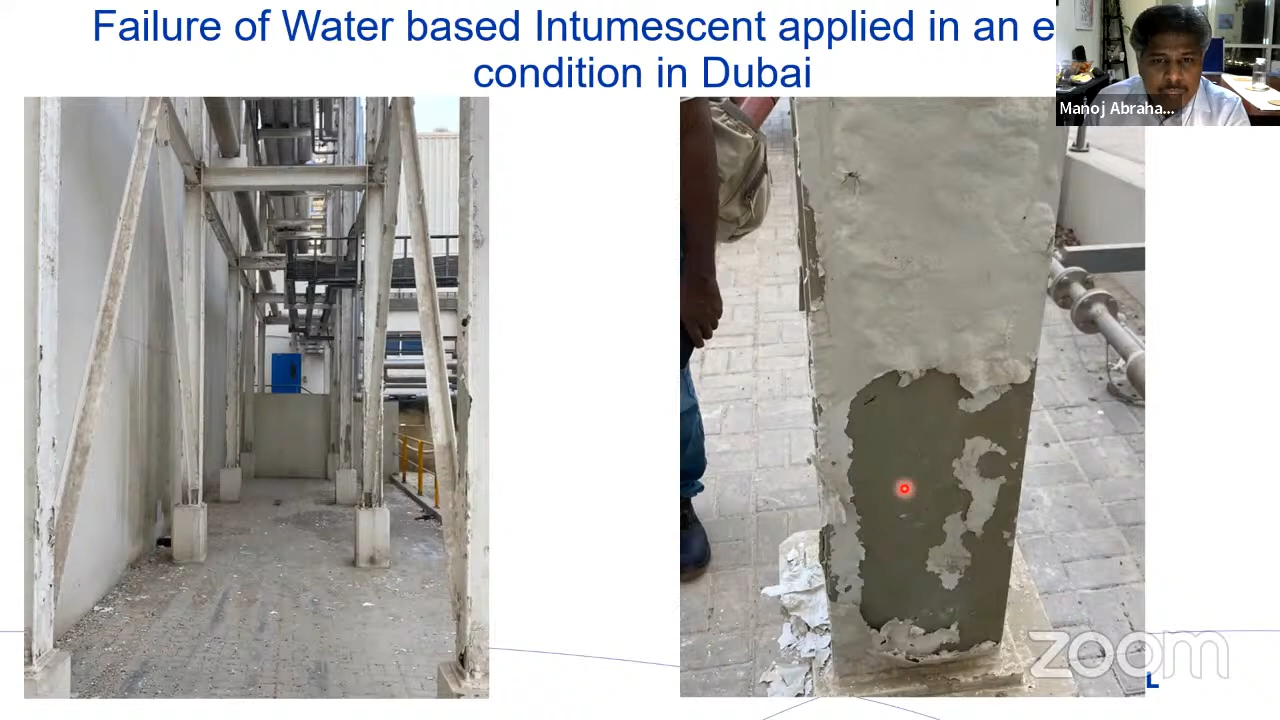 Failure of Water based Intumescent applied in an e
condition in Dubai
Manoj Abraha...
zoom
L